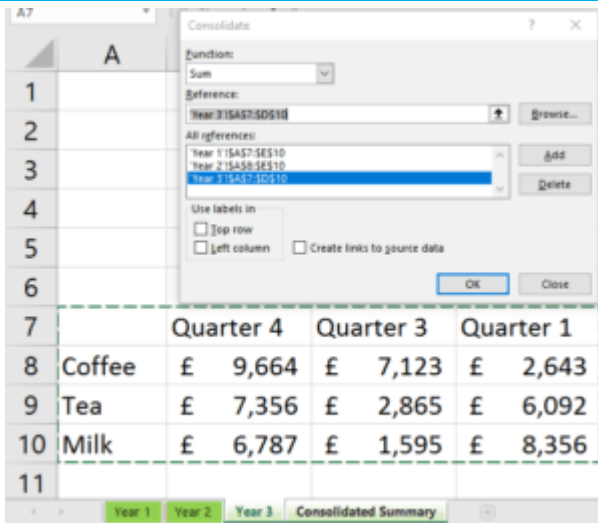 A7
Consolidate ? ×
Function:
Sum
Reference:
'Year 3'!$A$7:$D$10 Browse...
All references:
'Year 1'!$A$7:$E$10
'Year 2'!$A$8:$E$10
'Year 3'!$A$7:$D$10
Add
Delete
Use labels in
Top row
Left column Create links to source data
OK Close
A
1
2
3
4
5
6
7 Quarter 4 Quarter 3 Quarter 1
8 Coffee £ 9,664 £ 7,123 £ 2,643
9 Tea £ 7,356 £ 2,865 £ 6,092
10 Milk £ 6,787 £ 1,595 £ 8,356
11
Year 1 Year 2 Year 3 Consolidated Summary